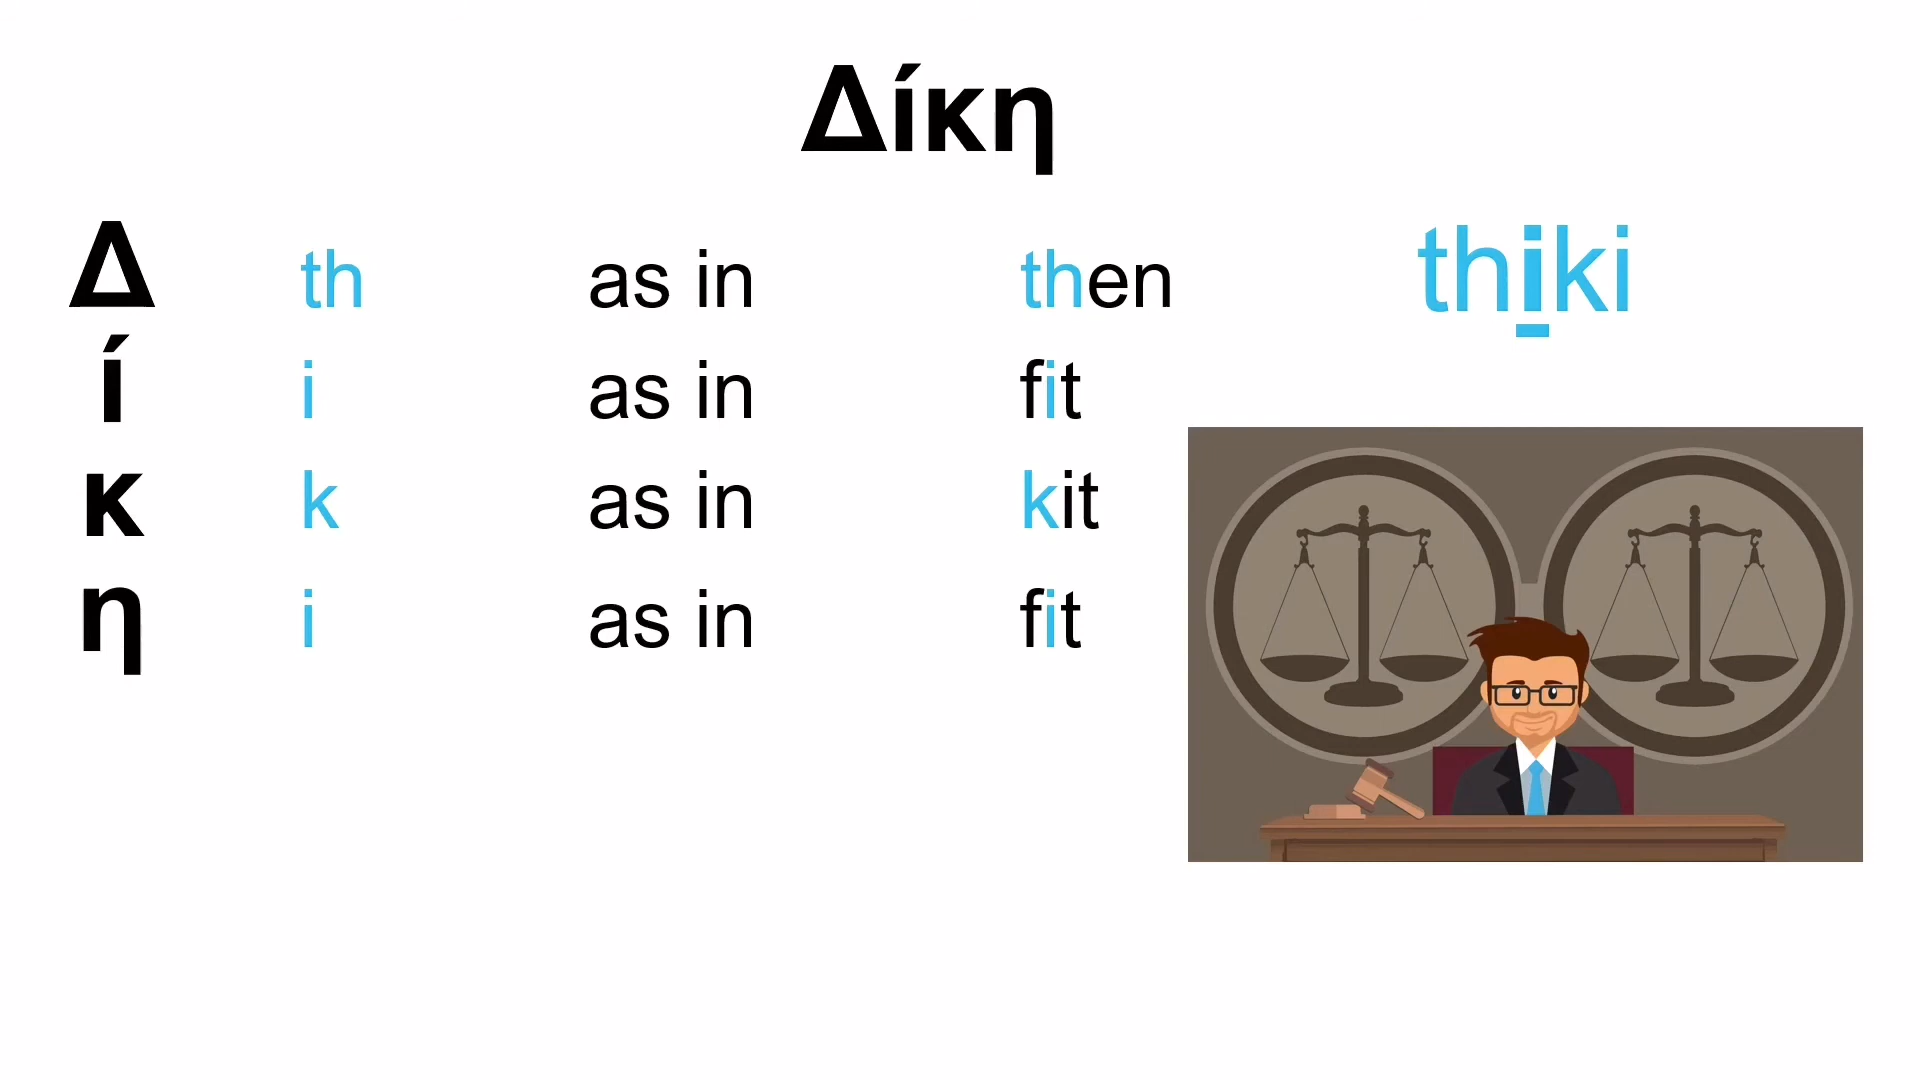 Δίκη
Δ th as in then thiki
ί i as in fit
κ k as in kit
η i as in fit